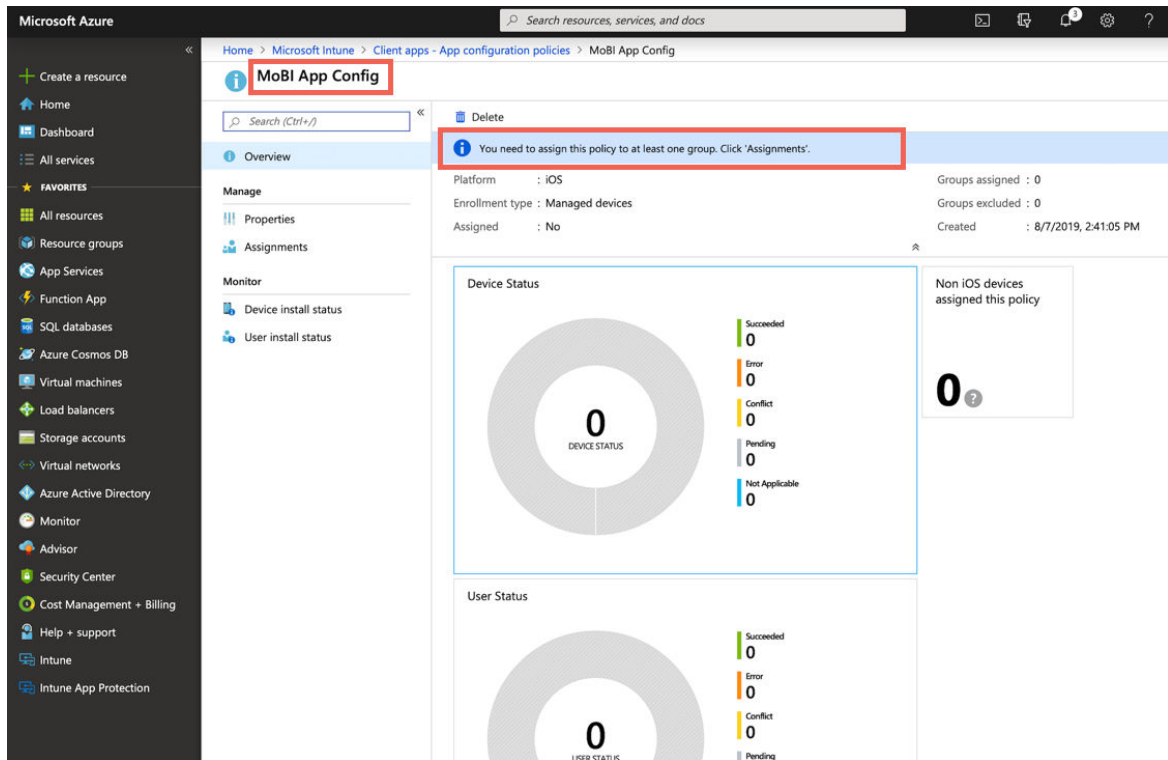 Microsoft Azure
Search resources, services, and docs
3
?
«
Create a resource
Home
Dashboard
All services
FAVORITES
All resources
Resource groups
App Services
Function App
SQL databases
Azure Cosmos DB
Virtual machines
Load balancers
Storage accounts
Virtual networks
Azure Active Directory
Monitor
Advisor
Security Center
Cost Management + Billing
Help + support
Intune
Intune App Protection
Home > Microsoft Intune > Client apps - App configuration policies > MoBI App Config
MoBI App Config
Search (Ctrl+/)
«
Overview
Manage
Properties
Assignments
Monitor
Device install status
User install status
Delete
You need to assign this policy to at least one group. Click 'Assignments'.
Platform : iOS
Enrollment type : Managed devices
Assigned : No
Groups assigned : 0
Groups excluded : 0
Created : 8/7/2019, 2:41:05 PM
Device Status
0
DEVICE STATUS
Succeeded
0
Error
0
Conflict
0
Pending
0
Not Applicable
0
Non iOS devices
assigned this policy
0 ?
User Status
0
USER STATUS
Succeeded
0
Error
0
Conflict
0
Pending